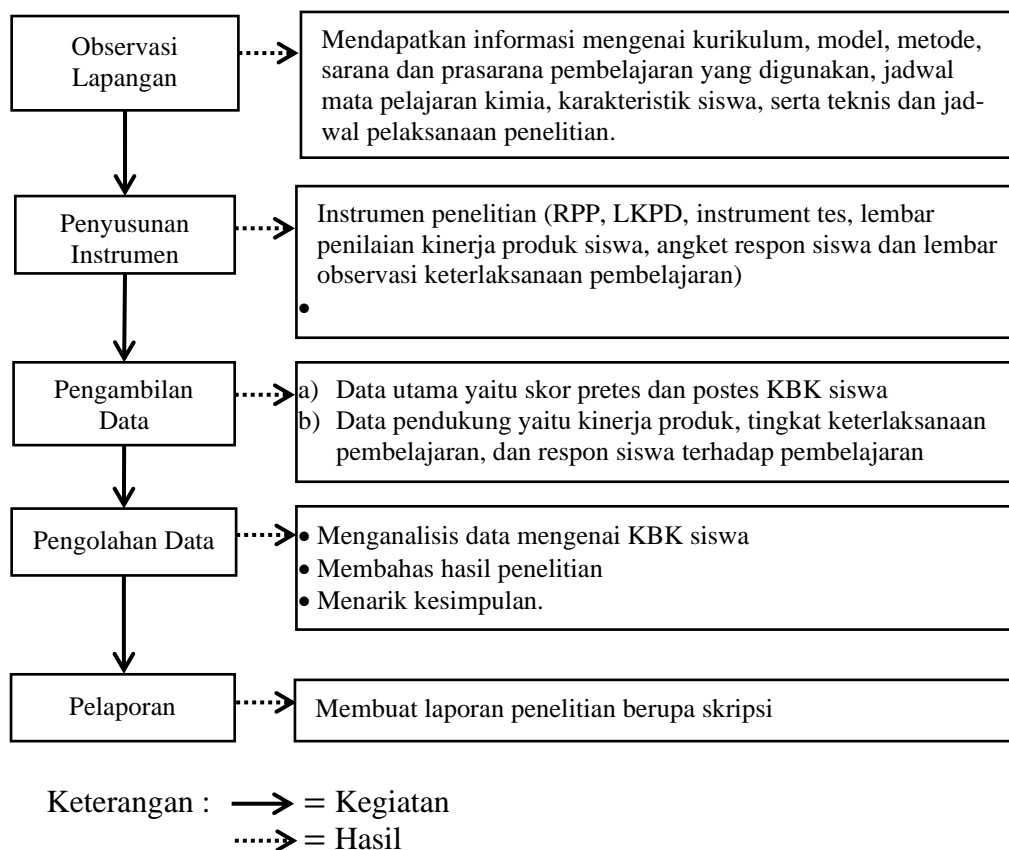 Observasi
Lapangan
Mendapatkan informasi mengenai kurikulum, model, metode,
sarana dan prasarana pembelajaran yang digunakan, jadwal
mata pelajaran kimia, karakteristik siswa, serta teknis dan jad-
wal pelaksanaan penelitian.
Penyusunan
Instrumen
Instrumen penelitian (RPP, LKPD, instrument tes, lembar
penilaian kinerja produk siswa, angket respon siswa dan lembar
observasi keterlaksanaan pembelajaran)
•
Pengambilan
Data
a) Data utama yaitu skor pretes dan postes KBK siswa
b) Data pendukung yaitu kinerja produk, tingkat keterlaksanaan
pembelajaran, dan respon siswa terhadap pembelajaran
Pengolahan Data
• Menganalisis data mengenai KBK siswa
• Membahas hasil penelitian
• Menarik kesimpulan.
Pelaporan
Membuat laporan penelitian berupa skripsi
Keterangan : = Kegiatan
= Hasil